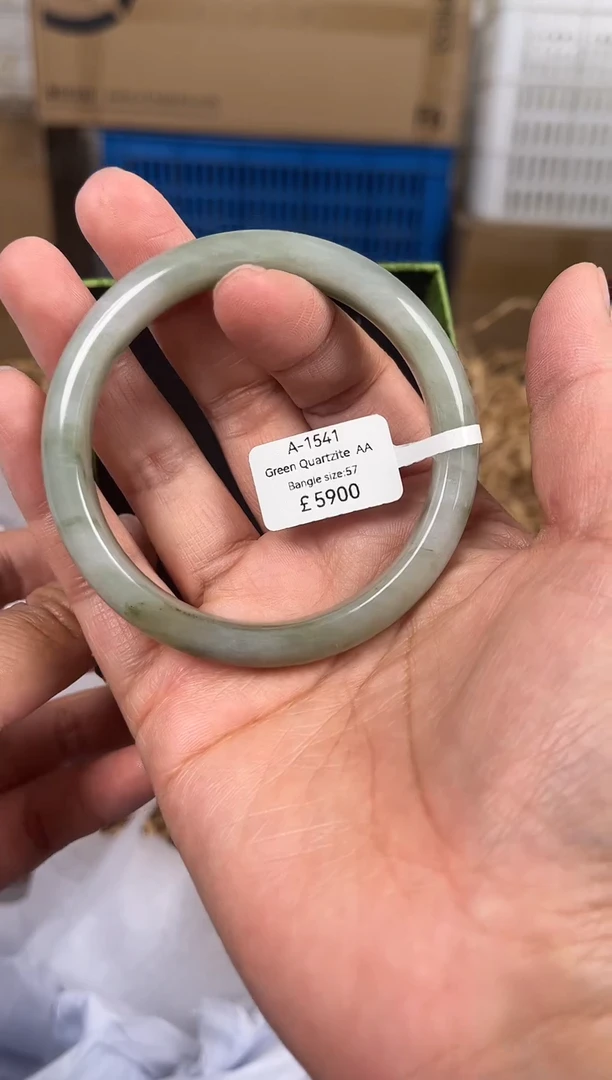 A-1541
Green Quartzite AA
Bangle size:57
£5900